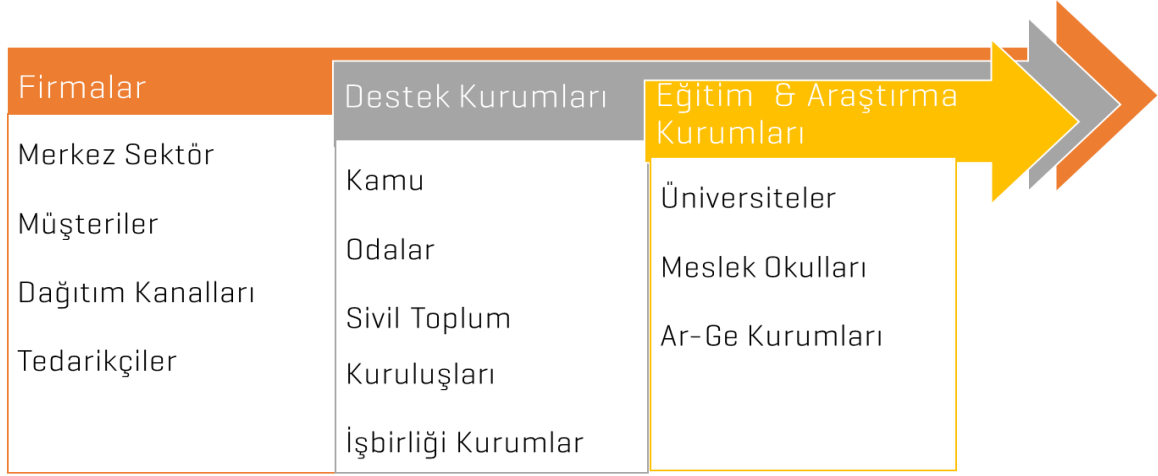 Firmalar
Merkez Sektör
Müşteriler
Dağıtım Kanalları
Tedarikçiler
Destek Kurumları
Kamu
Odalar
Sivil Toplum
Kuruluşları
İşbirliği Kurumlar
Eğitim & Araştırma
Kurumları
Üniversiteler
Meslek Okulları
Ar-Ge Kurumları